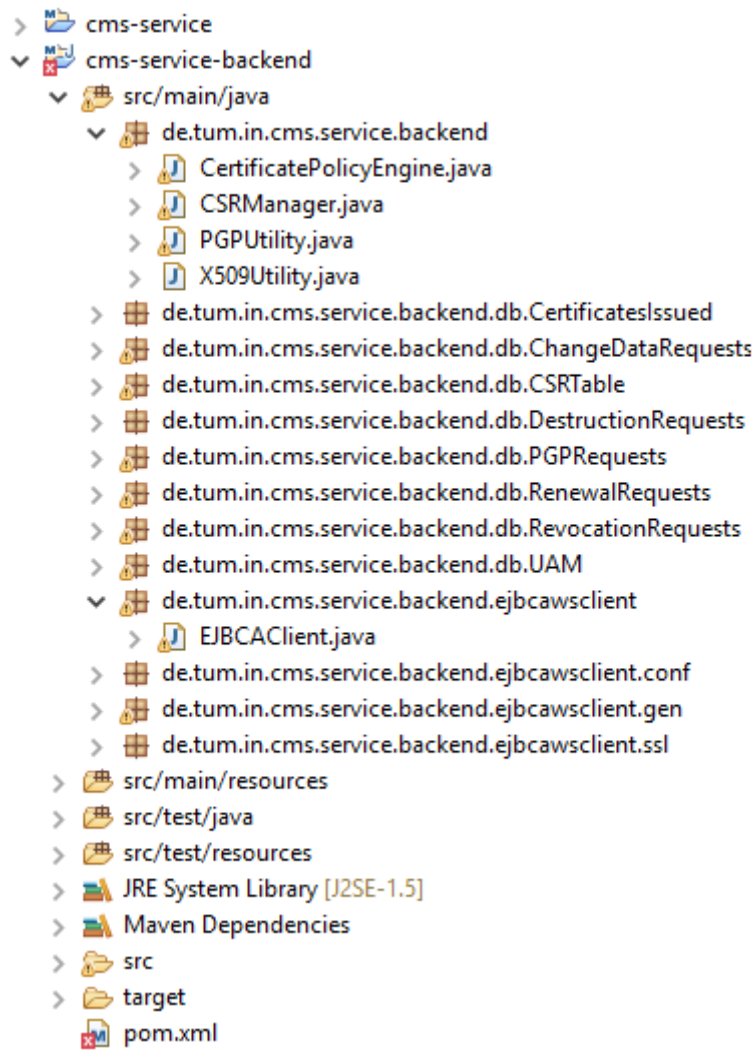 cms-service
cms-service-backend
src/main/java
de.tum.in.cms.service.backend
CertificatePolicyEngine.java
CSRManager.java
PGPUtility.java
X509Utility.java
de.tum.in.cms.service.backend.db.CertificatesIssued
de.tum.in.cms.service.backend.db.ChangeDataRequests
de.tum.in.cms.service.backend.db.CSRTable
de.tum.in.cms.service.backend.db.DestructionRequests
de.tum.in.cms.service.backend.db.PGPRequests
de.tum.in.cms.service.backend.db.RenewalRequests
de.tum.in.cms.service.backend.db.RevocationRequests
de.tum.in.cms.service.backend.db.UAM
de.tum.in.cms.service.backend.ejbcawsclient
EJBCAClient.java
de.tum.in.cms.service.backend.ejbcawsclient.conf
de.tum.in.cms.service.backend.ejbcawsclient.gen
de.tum.in.cms.service.backend.ejbcawsclient.ssl
src/main/resources
src/test/java
src/test/resources
JRE System Library [J2SE-1.5]
Maven Dependencies
src
target
pom.xml